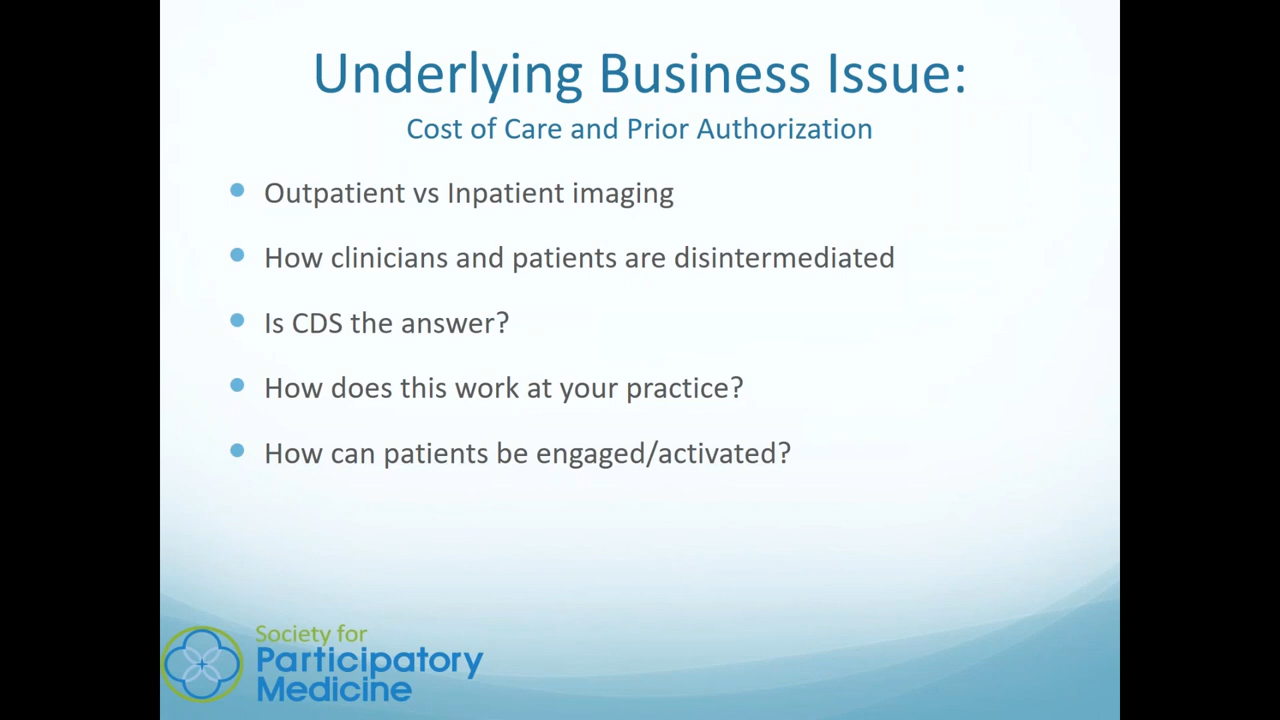 Underlying Business Issue:
Cost of Care and Prior Authorization
Outpatient vs Inpatient imaging
How clinicians and patients are disintermediated
Is CDS the answer?
How does this work at your practice?
How can patients be engaged/activated?
Society for
Participatory
Medicine